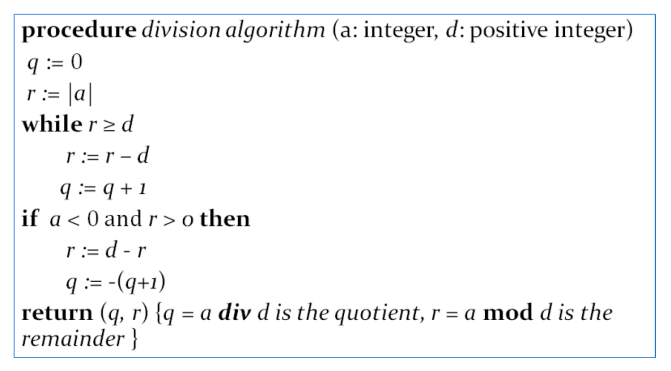 procedure division algorithm (a: integer, d: positive integer)
q := 0
r := |a|
while r ≥ d
r := r – d
q := q + 1
if a < 0 and r > 0 then
r := d - r
q := -(q+1)
return (q, r) {q = a div d is the quotient, r = a mod d is the
remainder }